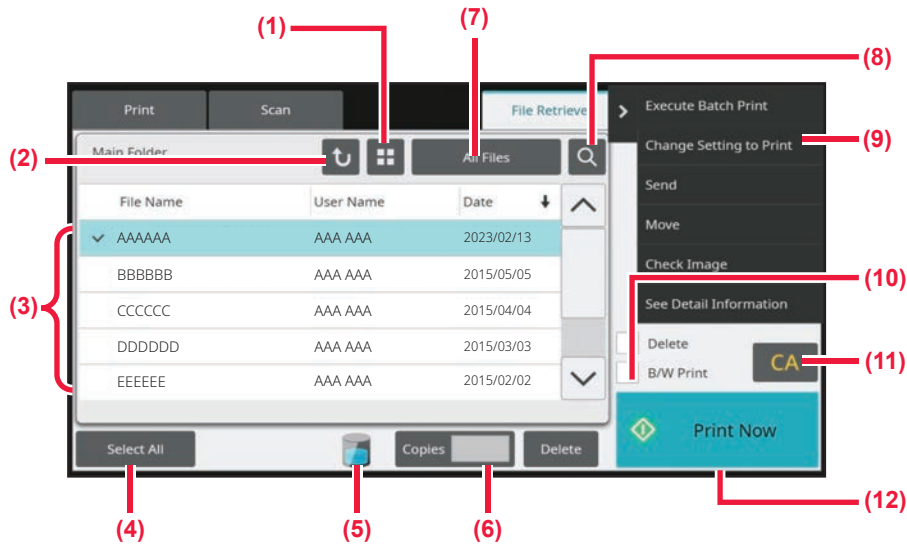 (7)
(1)
(8)
Print Scan File Retrieve
Execute Batch Print
(2)
Main Folder All Files
Change Setting to Print
(9)
File Name User Name Date
Send
AAAAAA AAA AAA 2023/02/13
Move
BBBBBB AAA AAA 2015/05/05
Check Image
(10)
(3)
CCCCCC AAA AAA 2015/04/04
See Detail Information
DDDDDD AAA AAA 2015/03/03
Delete
EEEEEE AAA AAA 2015/02/02
B/W Print
CA
(11)
Select All Copies Delete
Print Now
(12)
(4)
(5)
(6)